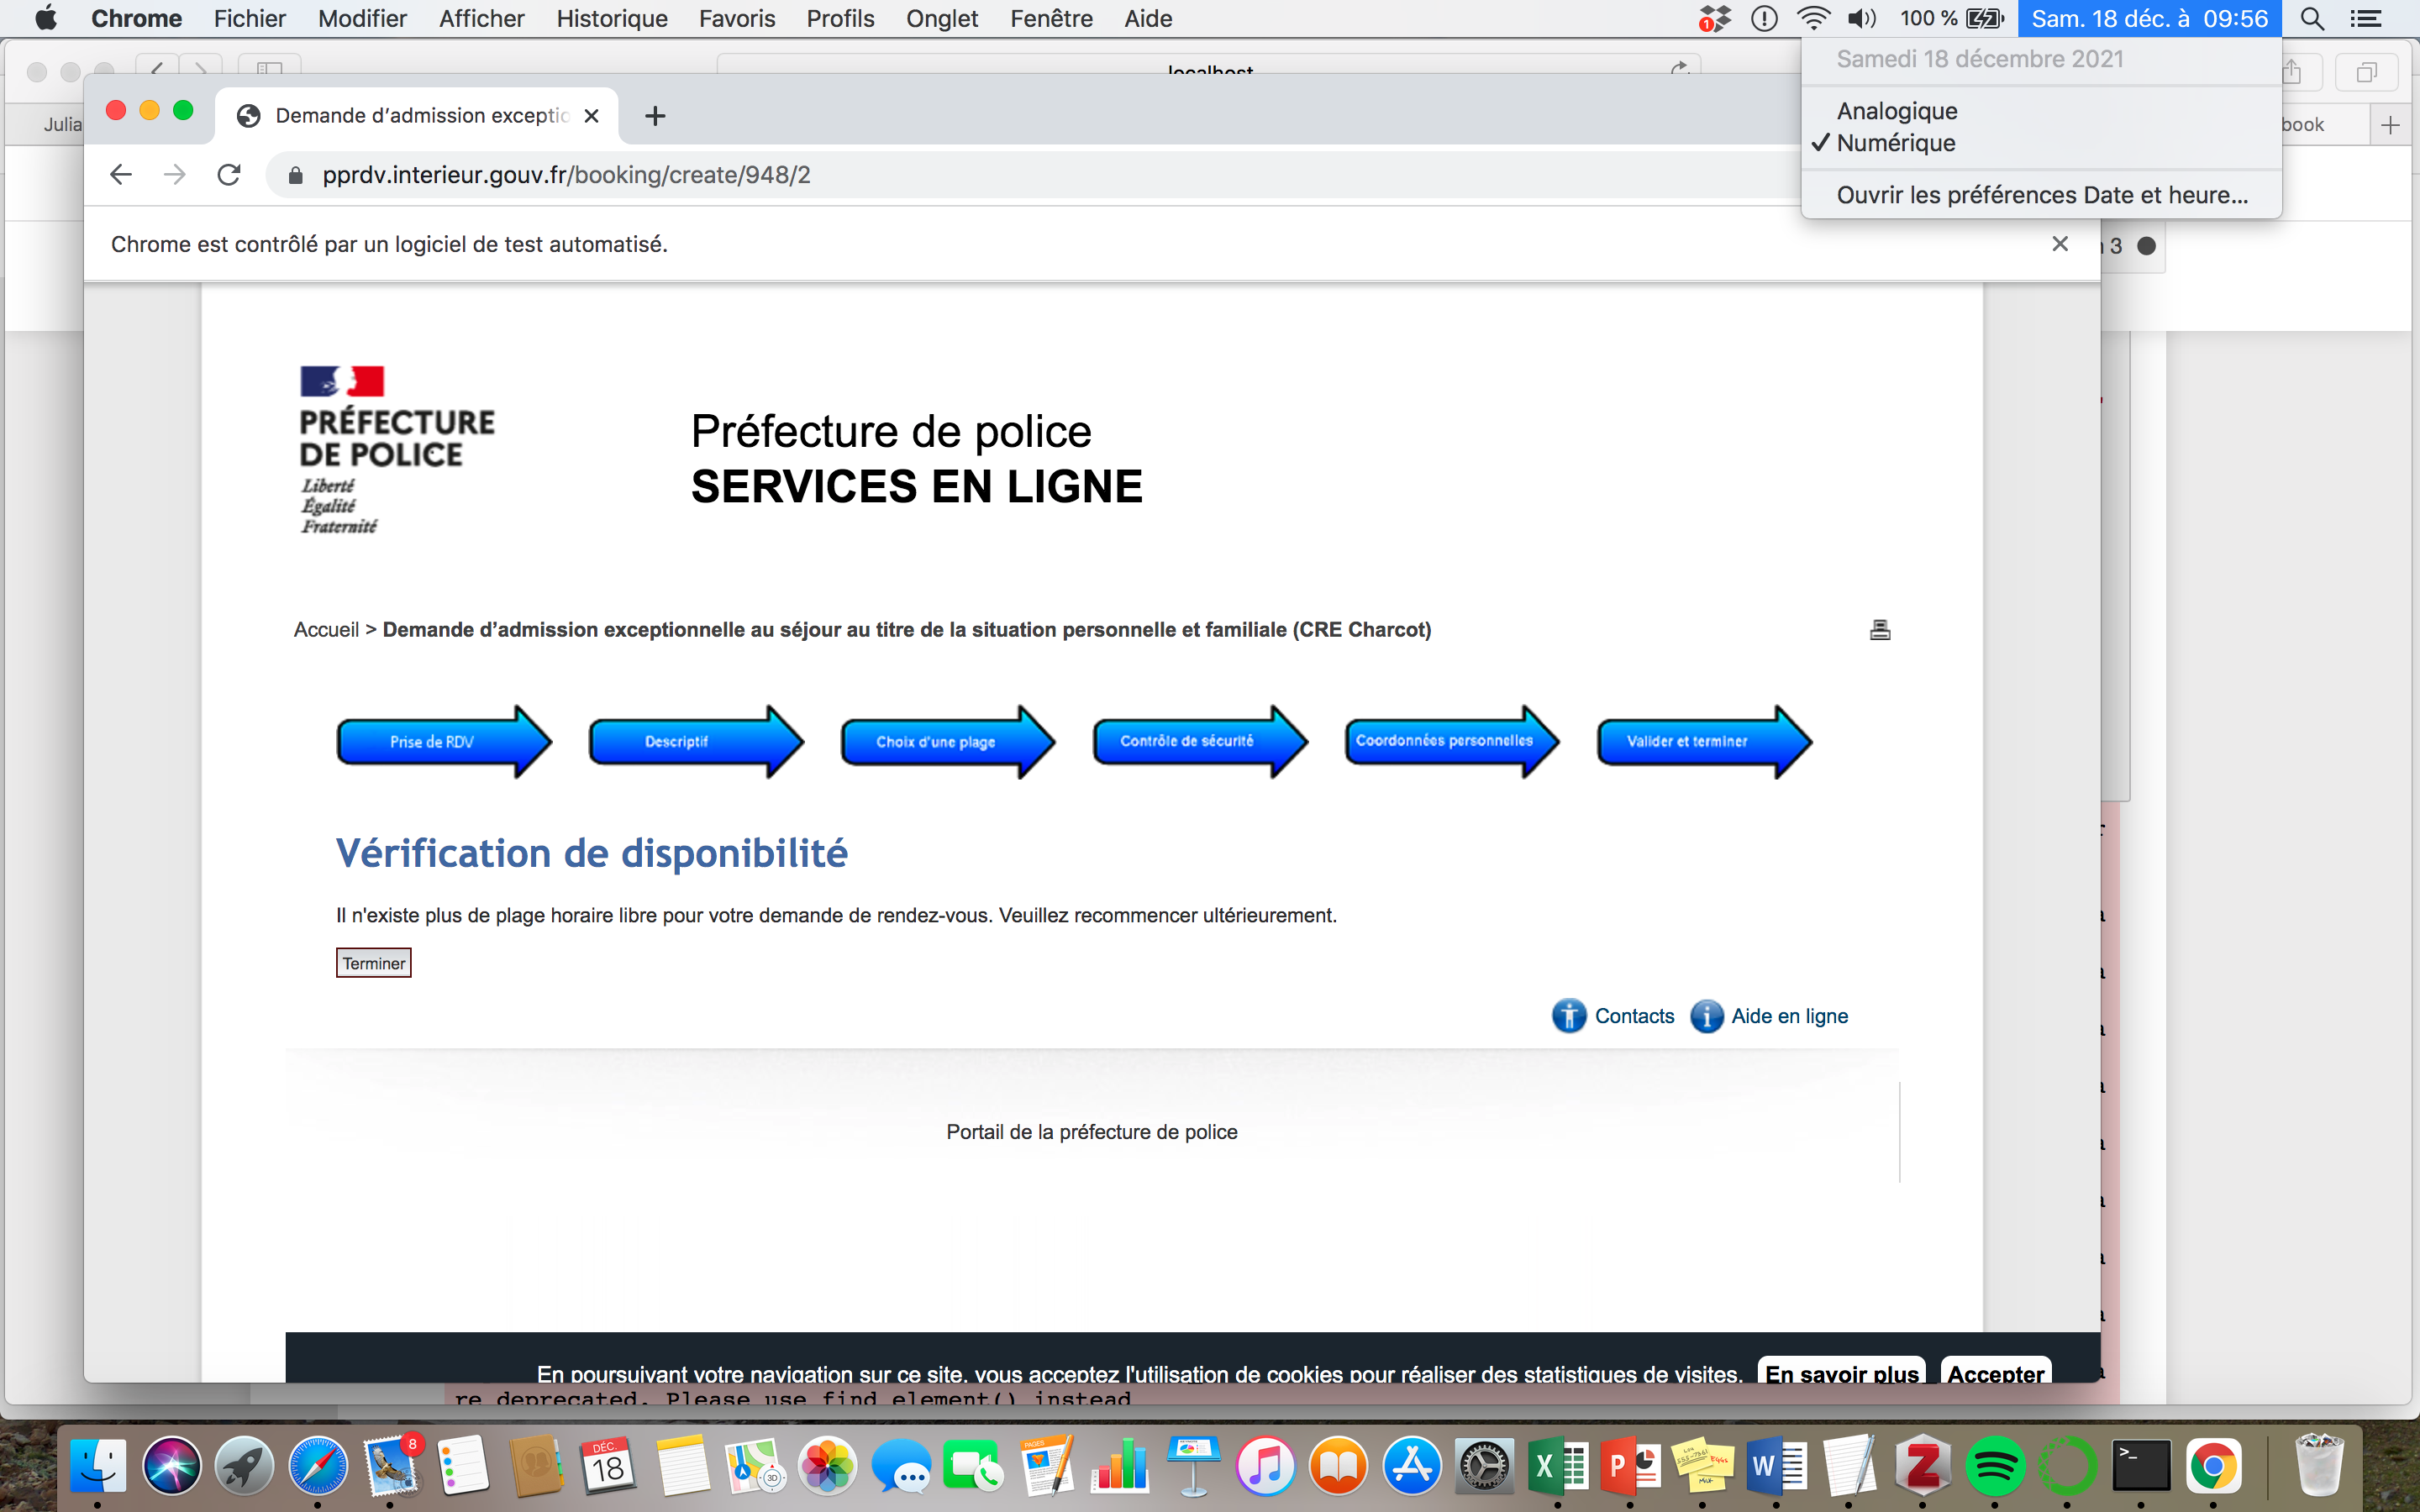 Chrome Fichier Modifier Afficher Historique Favoris Profils Onglet Fenêtre Aide 1 100 % Sam. 18 déc. à 09:56
Samedi 18 décembre 2021
Analogique
✓ Numérique
Ouvrir les préférences Date et heure...
localhost
Julia
book
Demande d'admission exceptio
pprdv.interieur.gouv.fr/booking/create/948/2
Chrome est contrôlé par un logiciel de test automatisé.
3
PRÉFECTURE
DE POLICE
Liberté
Égalité
Fraternité
Préfecture de police
SERVICES EN LIGNE
Accueil > Demande d'admission exceptionnelle au séjour au titre de la situation personnelle et familiale (CRE Charcot)
Prise de RDV
Descriptif
Choix d'une plage
Contrôle de sécurité
Coordonnées personnelles
Valider et terminer
Vérification de disponibilité
Il n'existe plus de plage horaire libre pour votre demande de rendez-vous. Veuillez recommencer ultérieurement.
Terminer
Contacts
Aide en ligne
Portail de la préfecture de police
En poursuivant votre navigation sur ce site, vous acceptez l'utilisation de cookies pour réaliser des statistiques de visites. En savoir plus Accepter
re deprecated. Please use find_element() instead
8
DÉC.
18
3D
PAGES
X
P
W
Z
>_